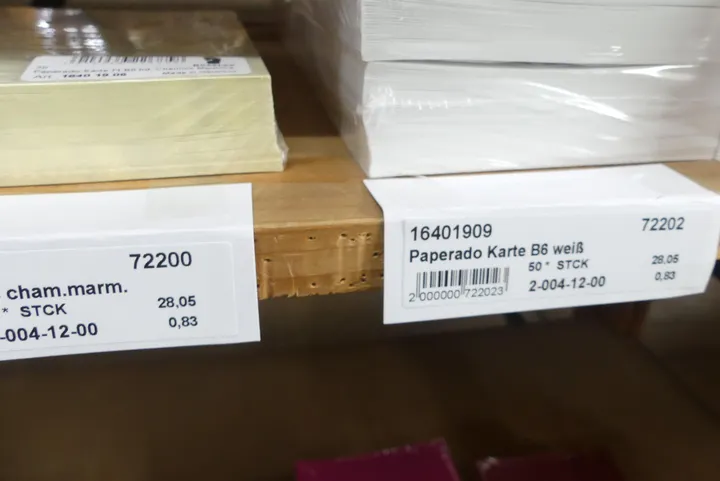 72200
cham.marm.
* STCK
28,05
-004-12-00
0,83
16401909
72202
Paperado Karte B6 weiß
50 * STCK
28,05
2 000000 722023
2-004-12-00
0,83